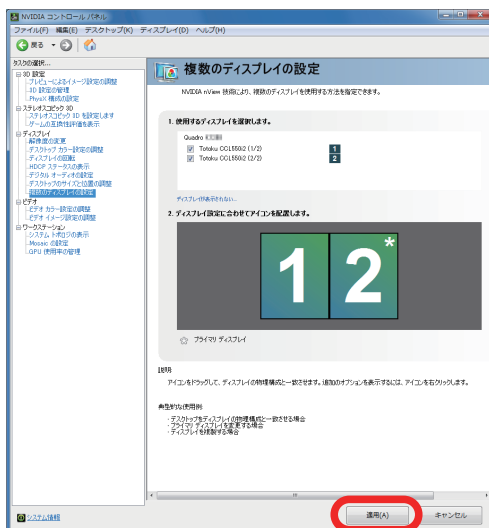 NVIDIA コントロール パネル
ファイル(F) 編集(E) デスクトップ(K) ディスプレイ(D) ヘルプ(H)
戻る
タスクの選択...
3D 設定
プレビューによるイメージ設定の調整
3D 設定の管理
PhysX 構成の設定
ステレオスコピック 3D
ステレオスコピック 3D を設定します
ゲームの互換性評価を表示
ディスプレイ
解像度の変更
デスクトップ カラー設定の調整
ディスプレイの回転
HDCP ステータスの表示
デジタル オーディオの設定
デスクトップのサイズと位置の調整
複数のディスプレイの設定
ビデオ
ビデオ カラー設定の調整
ビデオ イメージ設定の調整
ワークステーション
システム トポロジの表示
Mosaic の設定
GPU 使用率の管理
システム情報
複数のディスプレイの設定
NVIDIA nView 技術により、複数のディスプレイを使用する方法を指定できます。
1. 使用するディスプレイを選択します。
Quadro
Totoku CCL550i2 (1/2) 1
Totoku CCL550i2 (2/2) 2
ディスプレイが表示されない...
2. ディスプレイ設定に合わせてアイコンを配置します。
1 2*
プライマリ ディスプレイ
説明:
アイコンをドラッグして、ディスプレイの物理構成と一致させます。追加のオプションを表示するには、アイコンを右クリックします。
典型的な使用例:
・デスクトップをディスプレイの物理構成と一致させる場合
・プライマリ ディスプレイを変更する場合
・ディスプレイを複製する場合
適用(A) キャンセル